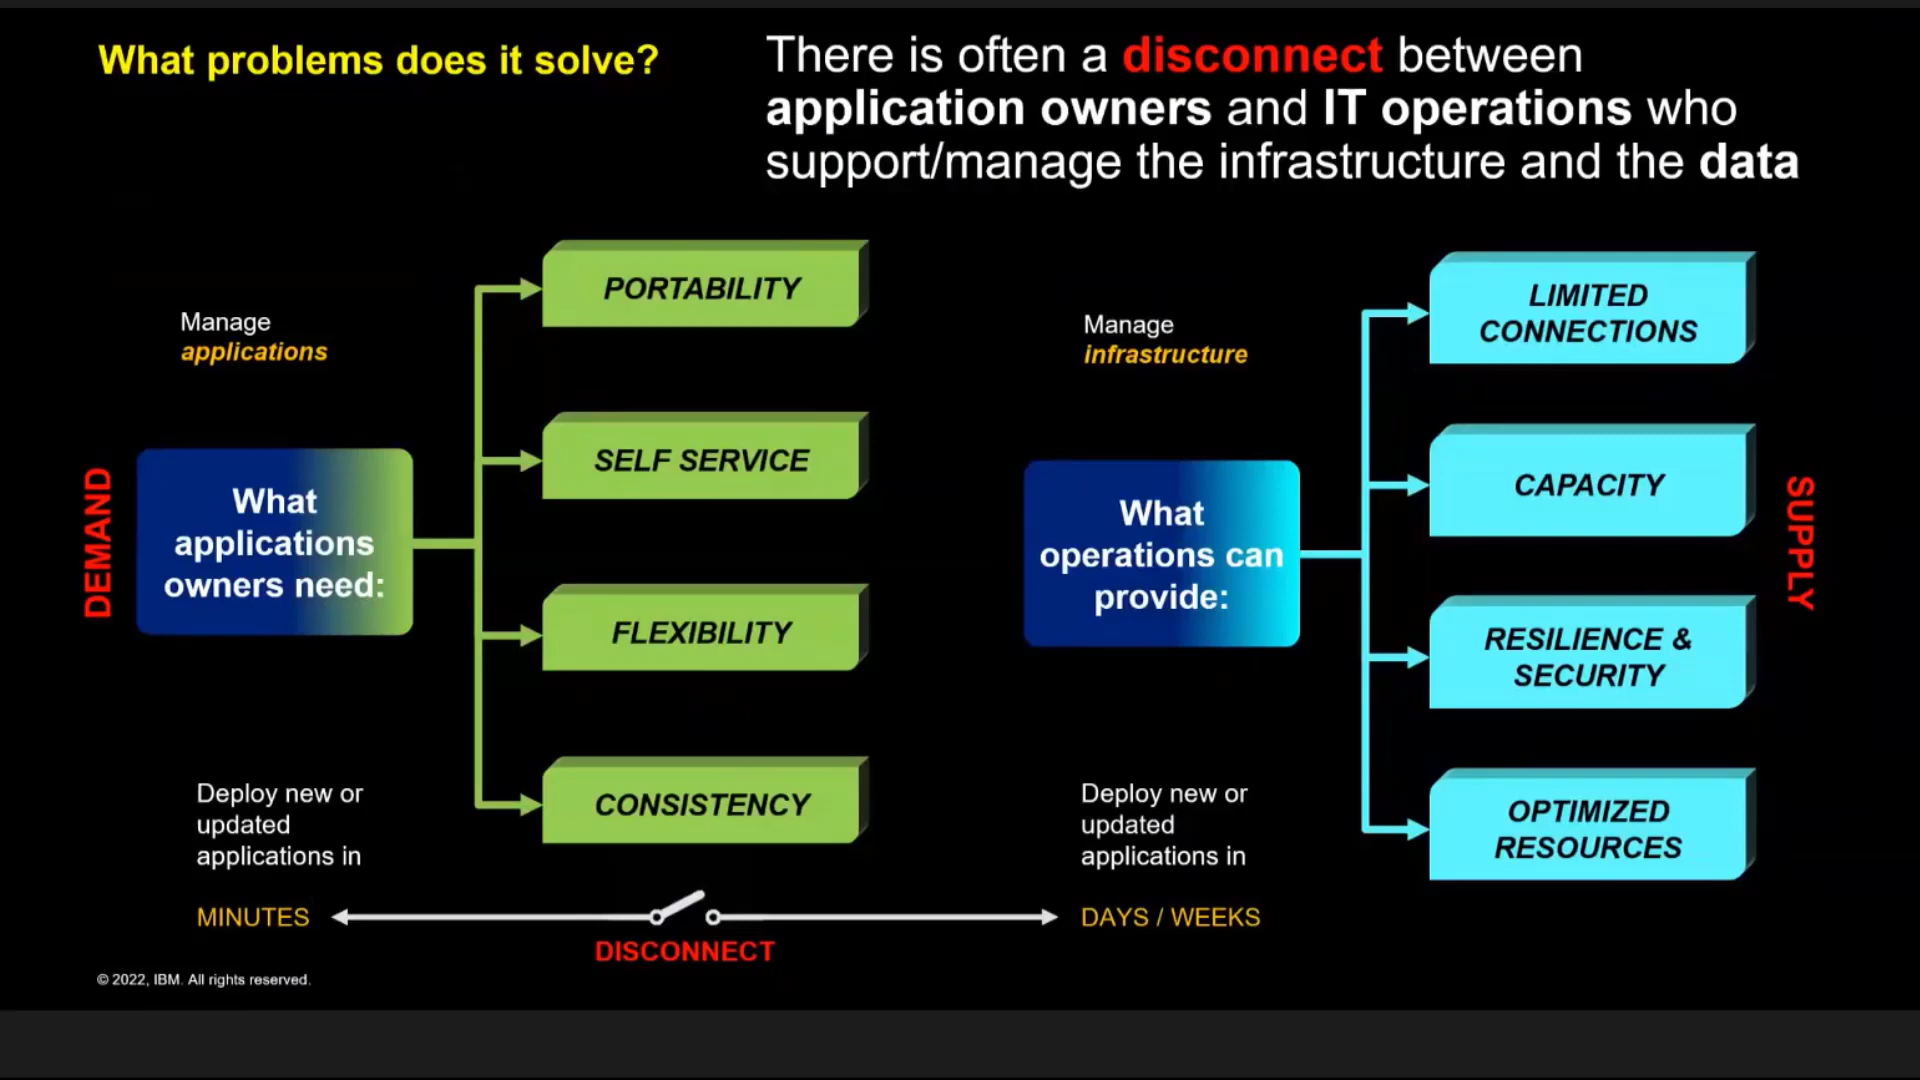 What problems does it solve?
There is often a disconnect between
application owners and IT operations who
support/manage the infrastructure and the data
Manage
applications
DEMAND
What
applications
owners need:
PORTABILITY
SELF SERVICE
FLEXIBILITY
CONSISTENCY
Deploy new or
updated
applications in
MINUTES
DISCONNECT
Manage
infrastructure
What
operations can
provide:
LIMITED
CONNECTIONS
CAPACITY
RESILIENCE &
SECURITY
OPTIMIZED
RESOURCES
SUPPLY
Deploy new or
updated
applications in
DAYS / WEEKS
© 2022, IBM. All rights reserved.